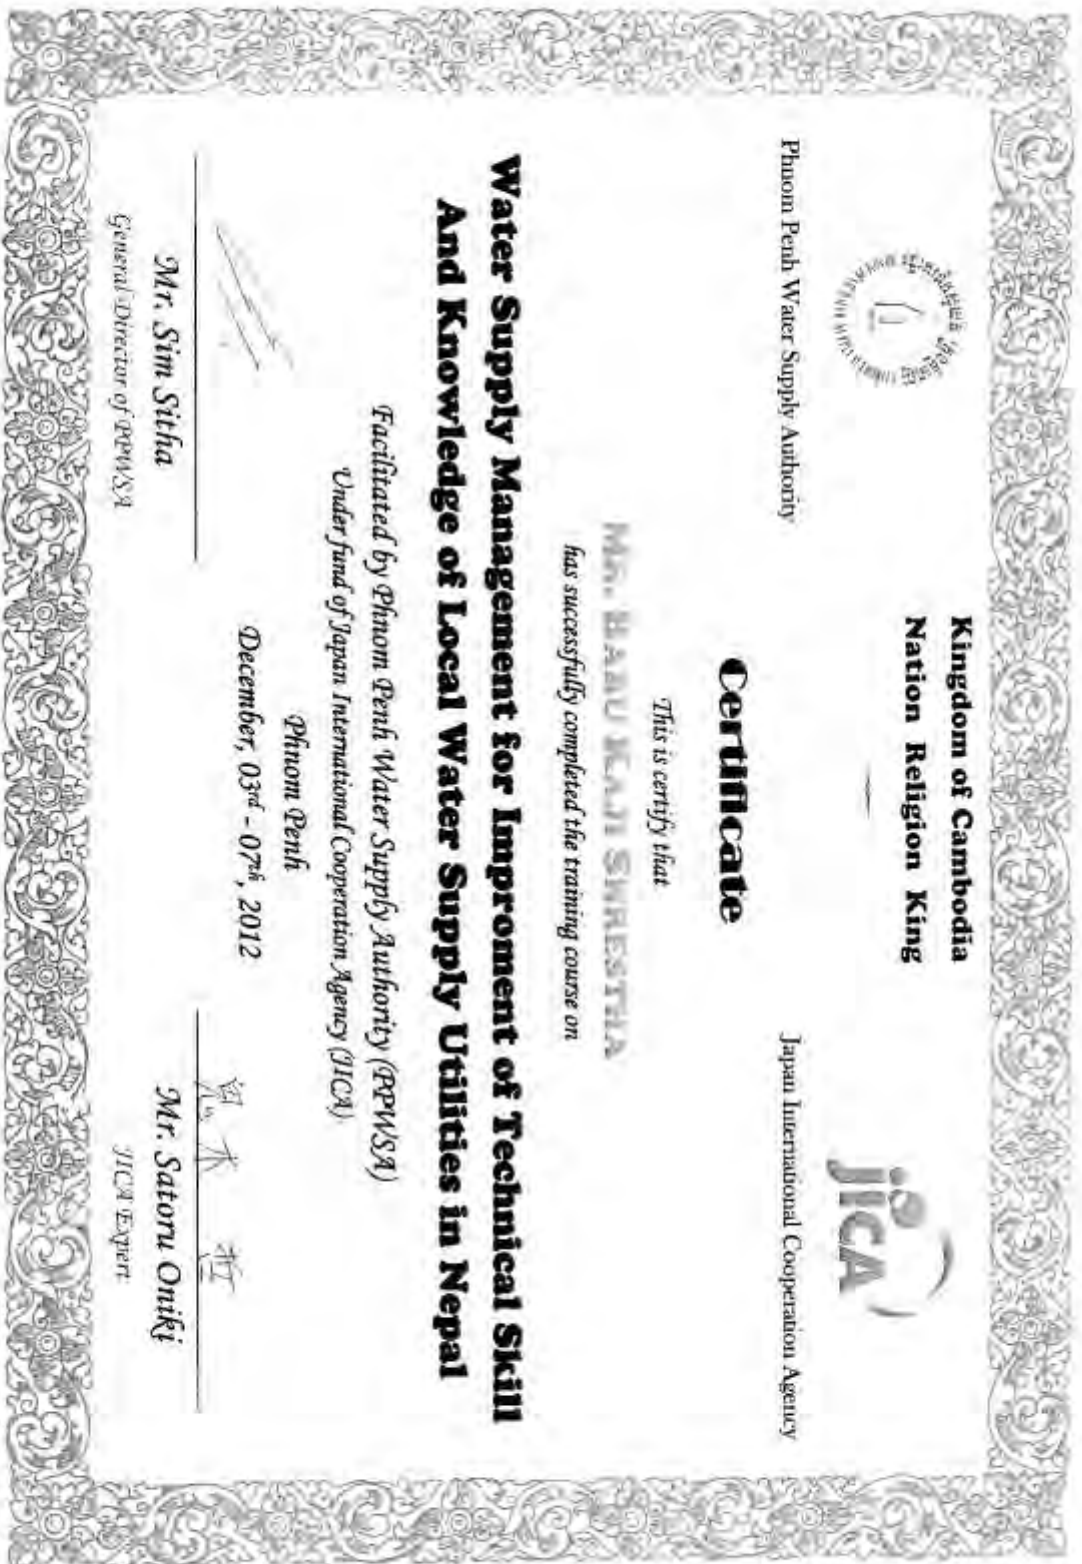 Kingdom of Cambodia
Nation Religion King
jica
Phnom Penh Water Supply Authority
Japan International Cooperation Agency
Certificate
This is certify that
MR. BABU KAJI SHRESTHA
has successfully completed the training course on
Water Supply Management for Improment of Technical Skill
And Knowledge of Local Water Supply Utilities in Nepal
Facilitated by Phnom Penh Water Supply Authority (PPWSA)
Under fund of Japan International Cooperation Agency (JICA)
Phnom Penh
December, 03rd - 07th, 2012
鬼木 哲
Mr. Sim Sitha
Mr. Satoru Oniki
General Director of PPWSA
JICA Expert